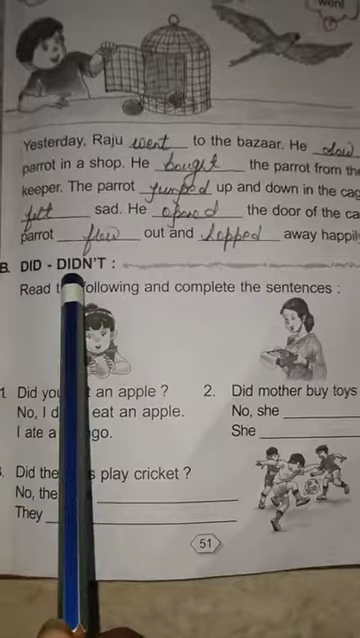 went
Yesterday, Raju went to the bazaar. He
parrot in a shop. He bought the parrot from the
keeper. The parrot jumped up and down in the cag
felt sad. He opened the door of the ca
parrot flew out and hopped away happil
B. DID - DIDN'T :
Read following and complete the sentences :
1. Did you an apple ?
No, I d eat an apple.
I ate a go.
2. Did mother buy toys
No, she
She
. Did the s play cricket ?
No, the
They
51